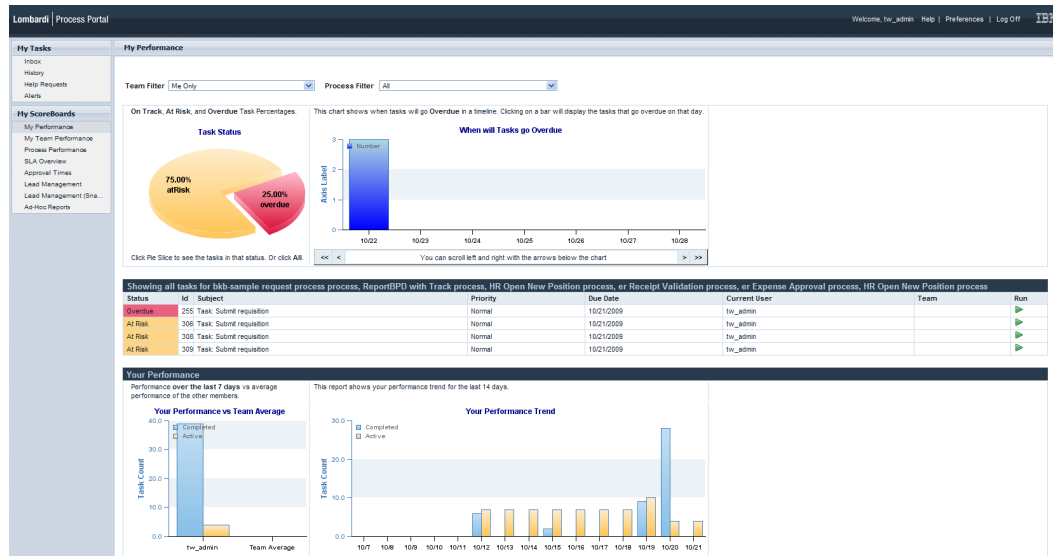 Lombardi | Process Portal
Welcome, tw_admin Help | Preferences | Log Off IBM
My Tasks
Inbox
History
Help Requests
Alerts
My ScoreBoards
My Performance
My Team Performance
Process Performance
SLA Overview
Approval Times
Lead Management
Lead Management (Sna...
Ad-Hoc Reports
My Performance
Team Filter Me Only Process Filter All
On Track, At Risk, and Overdue Task Percentages.
Task Status
75.00%
atRisk
25.00%
overdue
Click Pie Slice to see the tasks in that status. Or click All.
This chart shows when tasks will go Overdue in a timeline. Clicking on a bar will display the tasks that go overdue on that day.
When will Tasks go Overdue
Number
Axis Label
3
2
1
0
10/22 10/23 10/24 10/25 10/26 10/27 10/28
<< < You can scroll left and right with the arrows below the chart > >>
Showing all tasks for bkb-sample request process process, ReportBPD with Track process, HR Open New Position process, er Receipt Validation process, er Expense Approval process, HR Open New Position process
Status Id Subject Priority Due Date Current User Team Run
Overdue 255 Task: Submit requisition Normal 10/21/2009 tw_admin
At Risk 306 Task: Submit requisition Normal 10/21/2009 tw_admin
At Risk 308 Task: Submit requisition Normal 10/21/2009 tw_admin
At Risk 309 Task: Submit requisition Normal 10/21/2009 tw_admin
Your Performance
Performance over the last 7 days vs average
performance of the other members.
Your Performance vs Team Average
Completed
Active
Task Count
40.0
30.0
20.0
10.0
0.0
tw_admin Team Average
This report shows your performance trend for the last 14 days.
Your Performance Trend
Completed
Active
Task Count
30.0
20.0
10.0
0.0
10/7 10/8 10/9 10/10 10/11 10/12 10/13 10/14 10/15 10/16 10/17 10/18 10/19 10/20 10/21